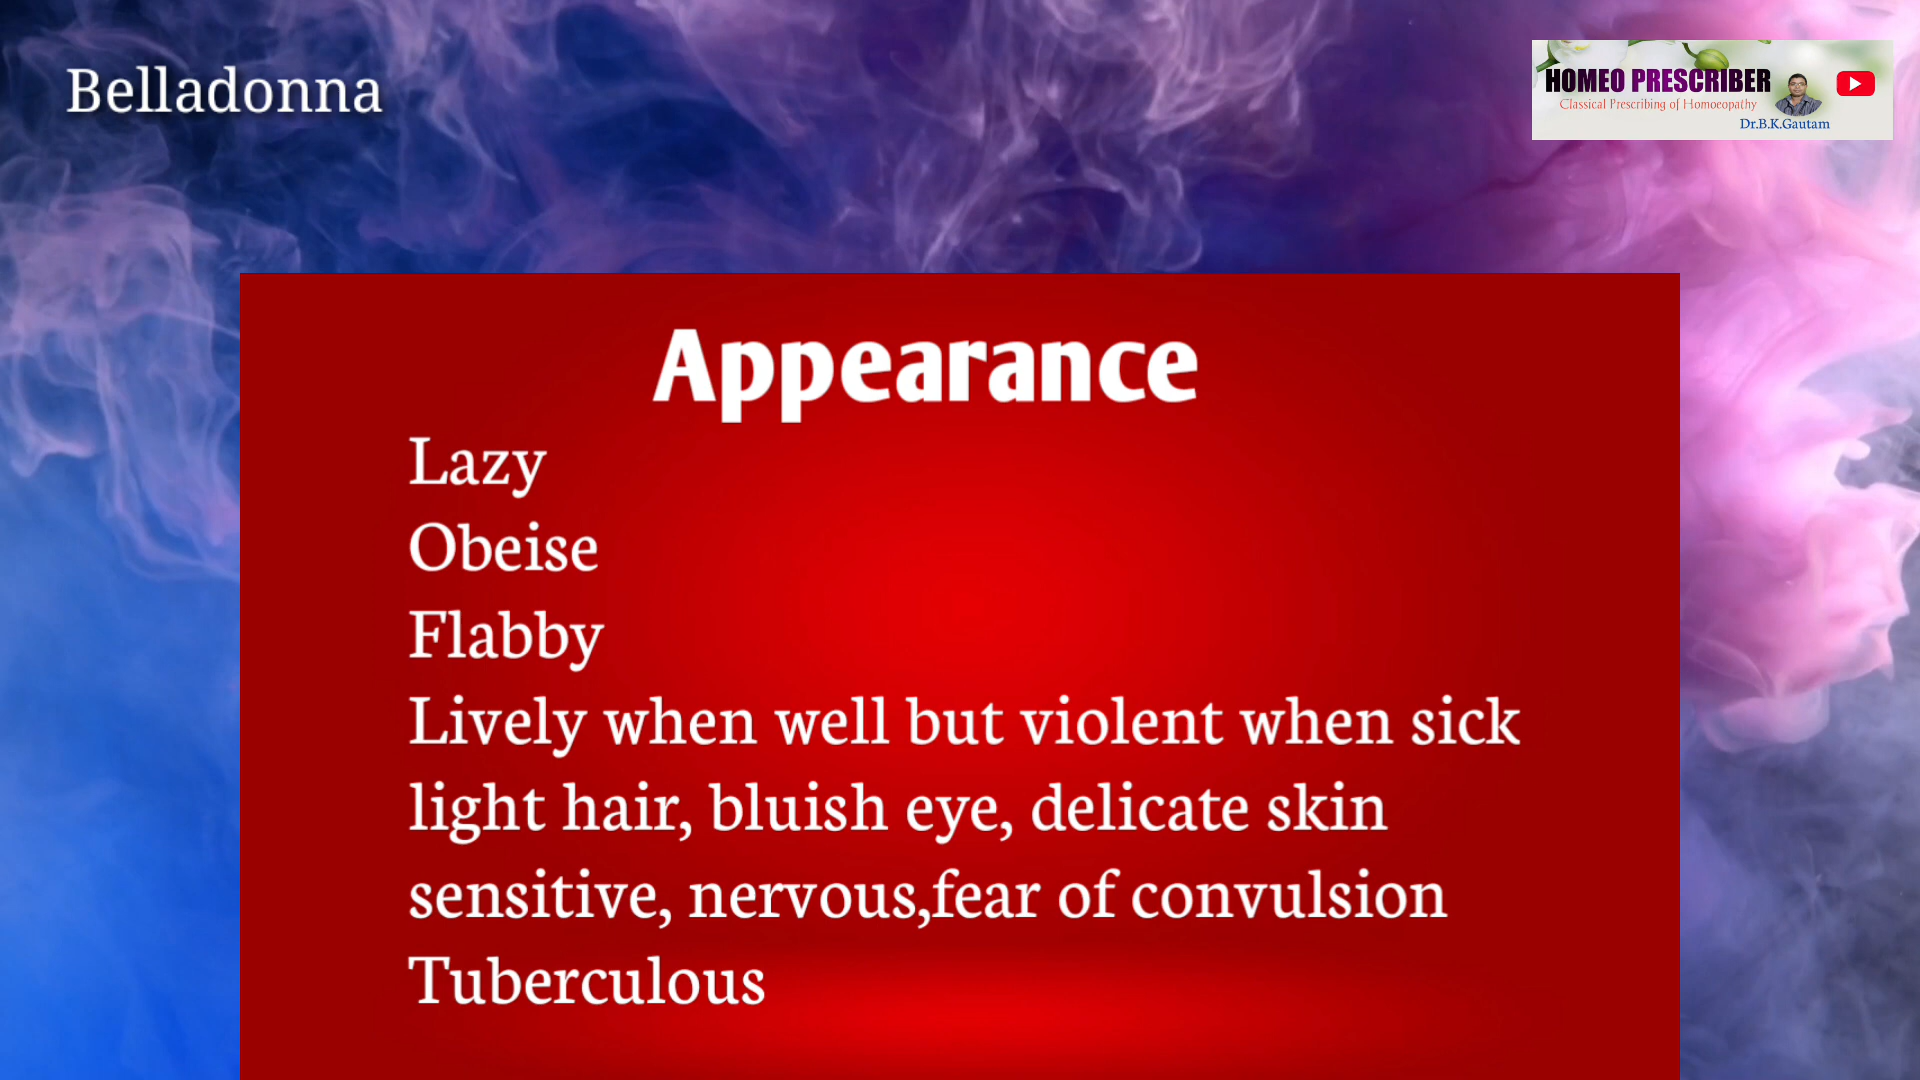 Belladonna
HOMEO PRESCRIBER
Classical Prescribing of Homoeopathy
Dr.B.K.Gautam
Appearance
Lazy
Obeise
Flabby
Lively when well but violent when sick
light hair, bluish eye, delicate skin
sensitive, nervous,fear of convulsion
Tuberculous